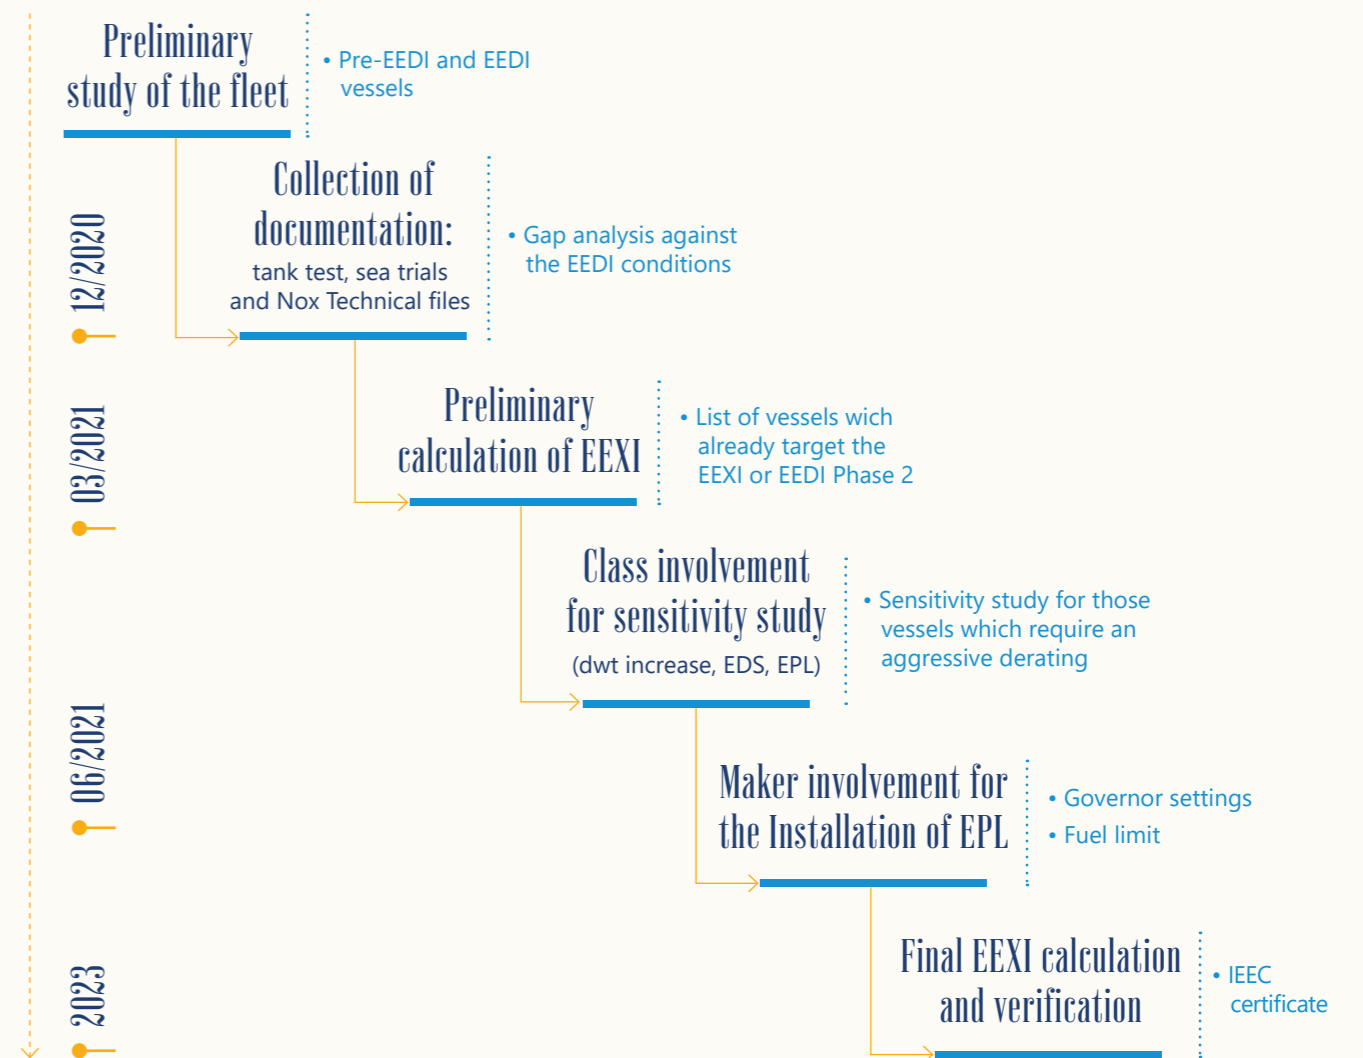 Preliminary
study of the fleet
• Pre-EEDI and EEDI
vessels
12/2020
Collection of
documentation:
tank test, sea trials
and Nox Technical files
• Gap analysis against
the EEDI conditions
03/2021
Preliminary
calculation of EEXI
• List of vessels wich
already target the
EEXI or EEDI Phase 2
Class involvement
for sensitivity study
(dwt increase, EDS, EPL)
• Sensitivity study for those
vessels which require an
aggressive derating
06/2021
Maker involvement for
the Installation of EPL
• Governor settings
• Fuel limit
2023
Final EEXI calculation
and verification
• IEEC
certificate